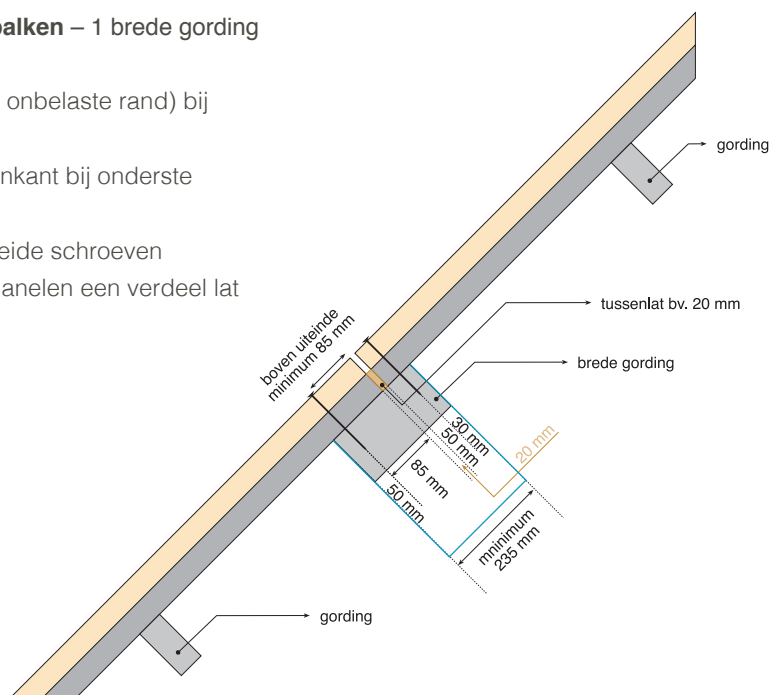 balken – 1 brede gording
onbelaste rand) bij
nkant bij onderste
eide schroeven
anelen een verdeel lat
gording
tussenlat bv. 20 mm
boven uiteinde
minimum 85 mm
brede gording
30 mm
50 mm
20 mm
85 mm
50 mm
mninimum
235 mm
gording